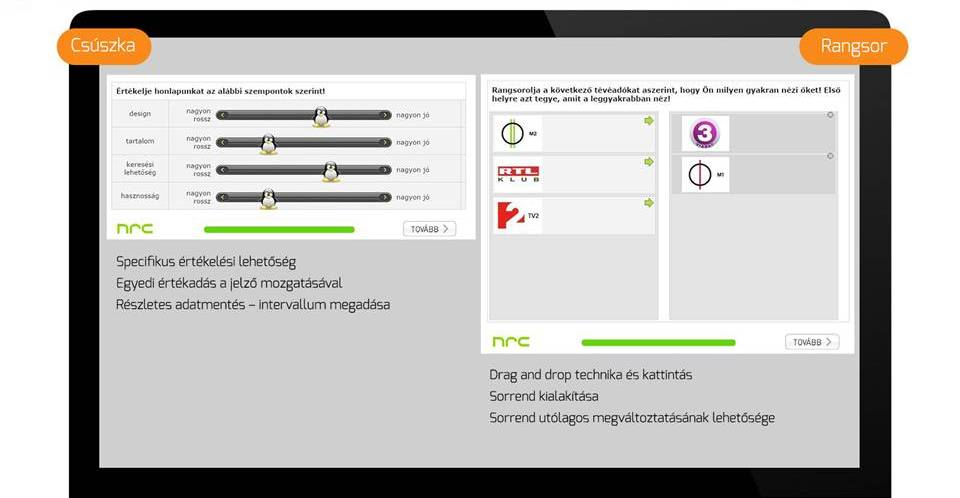 Csúszka
Rangsor
Értékelje honlapunkat az alábbi szempontok szerint!
design
nagyon
rossz
nagyon jó
tartalom
nagyon
rossz
nagyon jó
keresési
lehetőség
nagyon
rossz
nagyon jó
hasznosság
nagyon
rossz
nagyon jó
nrc
TOVÁBB
Specifikus értékelési lehetőség
Egyedi értékadás a jelző mozgatásával
Részletes adatmentés – intervallum megadása
Rangsorolja a következő tévéadókat aszerint, hogy Ön milyen gyakran nézi őket! Első
helyre azt tegye, amit a leggyakrabban néz!
M2
RTL
KLUB
2 TV2
3
M1
nrc
TOVÁBB
Drag and drop technika és kattintás
Sorrend kialakítása
Sorrend utólagos megváltoztatásának lehetősége